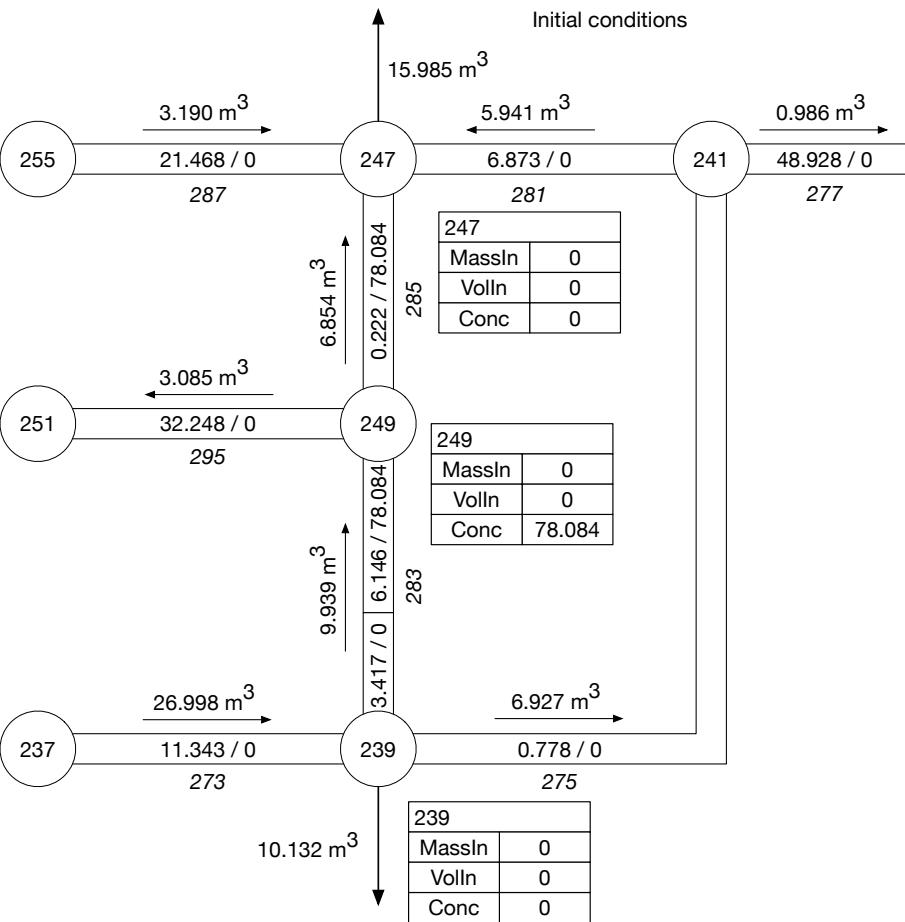 Initial conditions
15.985 m³
3.190 m³
5.941 m³
0.986 m³
255
21.468 / 0
247
6.873 / 0
241
48.928 / 0
287
281
277
6.854 m³
0.222 / 78.084
285
247
MassIn 0
VolIn 0
Conc 0
3.085 m³
251
32.248 / 0
249
295
249
MassIn 0
VolIn 0
Conc 78.084
9.939 m³
6.146 / 78.084
283
3.417 / 0
26.998 m³
6.927 m³
237
11.343 / 0
239
0.778 / 0
273
275
10.132 m³
239
MassIn 0
VolIn 0
Conc 0